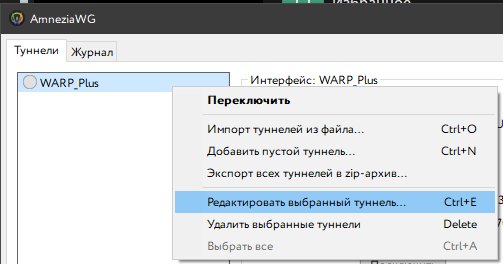 Избранное
AmneziaWG
Туннели
Журнал
WARP_Plus
Интерфейс: WARP_Plus
Переключить
Импорт туннелей из файла... Ctrl+O
Добавить пустой туннель... Ctrl+N
Экспорт всех туннелей в zip-архив...
Редактировать выбранный туннель... Ctrl+E
Удалить выбранные туннели Delete
Выбрать все Ctrl+A